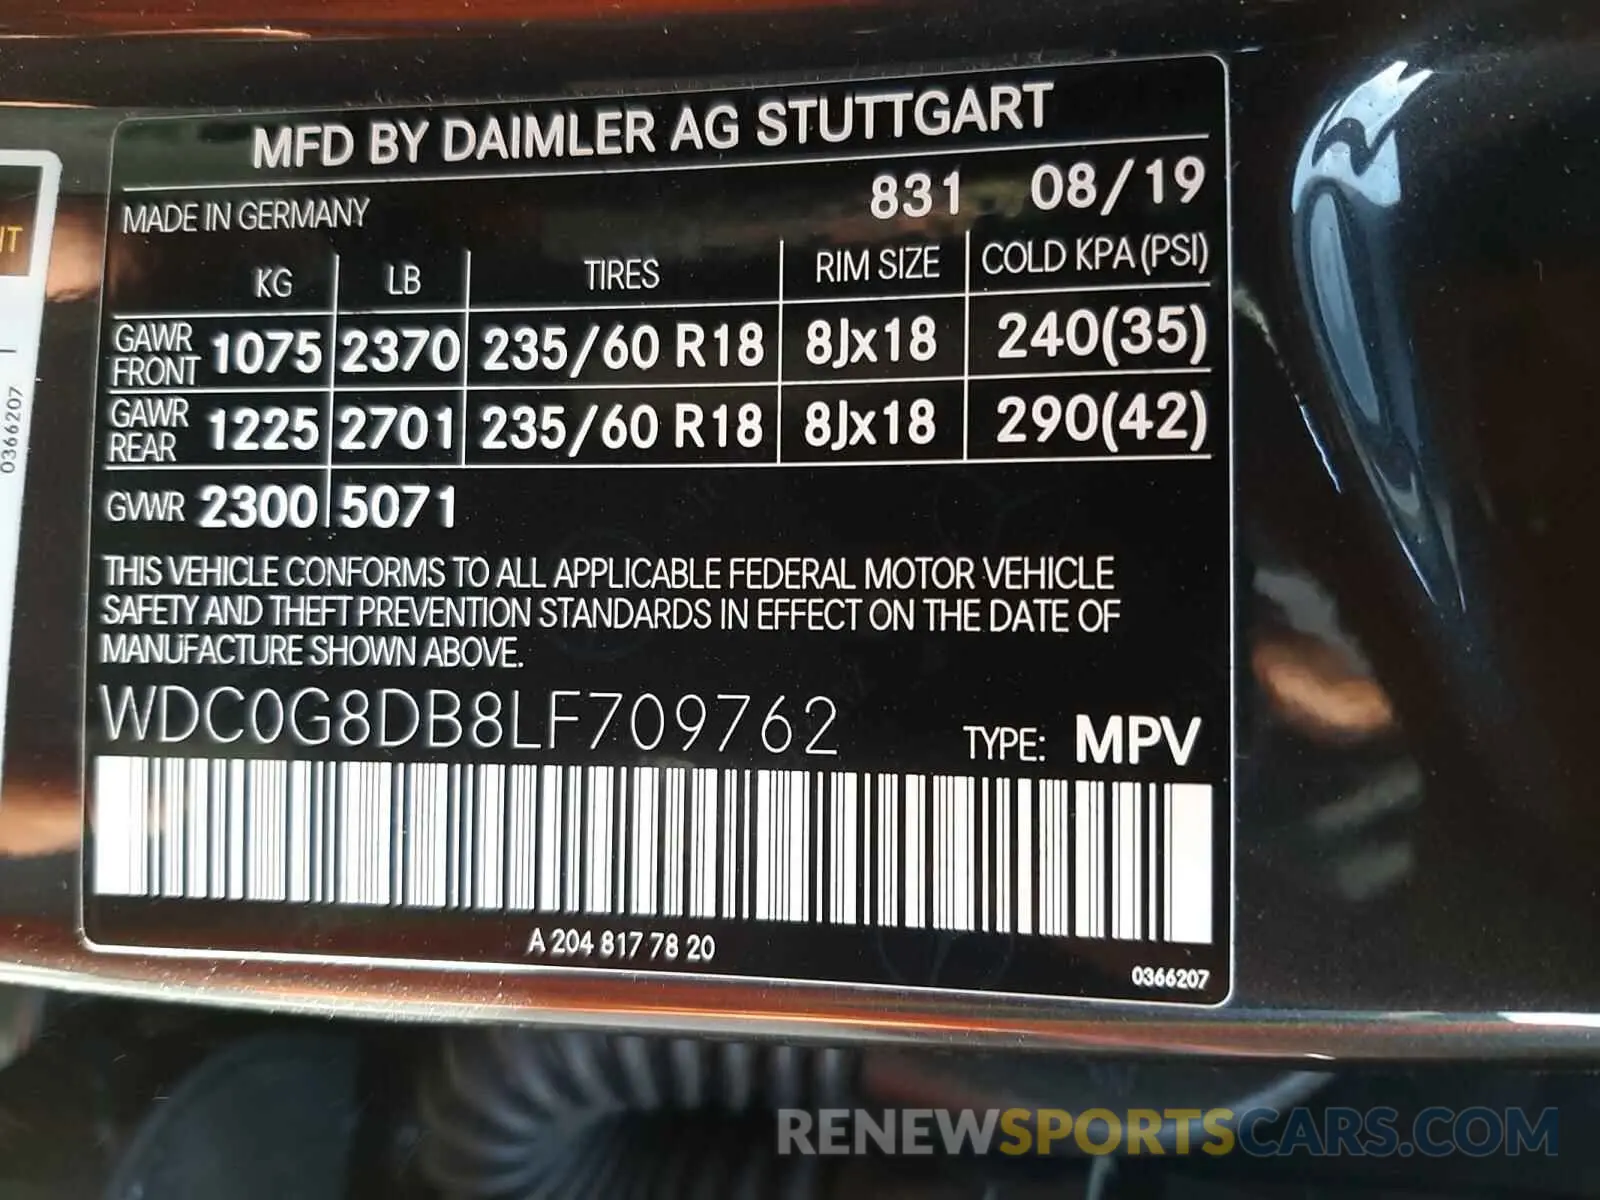 MFD BY DAIMLER AG STUTTGART
MADE IN GERMANY 831 08/19
KG LB TIRES RIM SIZE COLD KPA (PSI)
GAWR FRONT 1075 2370 235/60 R18 8Jx18 240(35)
GAWR REAR 1225 2701 235/60 R18 8Jx18 290(42)
GVWR 2300 5071
THIS VEHICLE CONFORMS TO ALL APPLICABLE FEDERAL MOTOR VEHICLE
SAFETY AND THEFT PREVENTION STANDARDS IN EFFECT ON THE DATE OF
MANUFACTURE SHOWN ABOVE.
WDC0G8DB8LF709762 TYPE: MPV
A 204 817 78 20
0366207
0366207
RENEWSPORTSCARS.COM